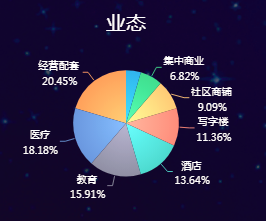 业态
集中商业
6.82%
社区商铺
9.09%
写字楼
11.36%
酒店
13.64%
教育
15.91%
医疗
18.18%
经营配套
20.45%